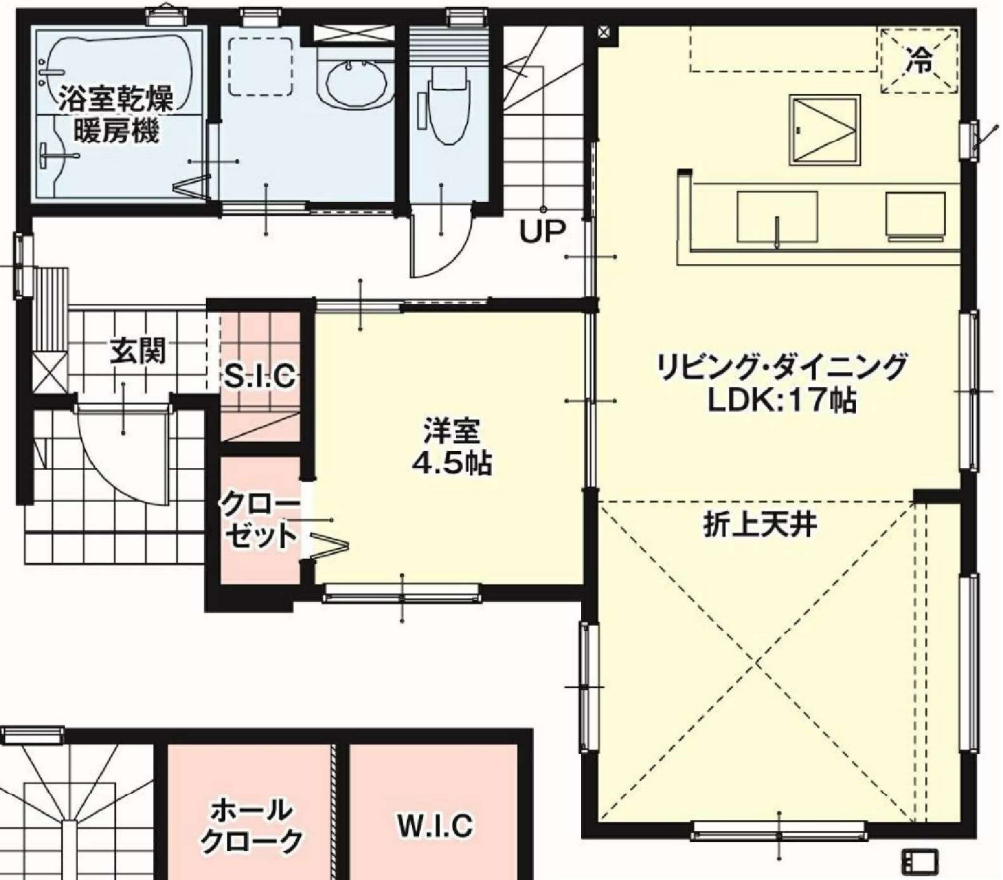 浴室乾燥
暖房機
冷
UP
玄関
S.I.C
リビング・ダイニング
LDK:17帖
洋室
4.5帖
クロー
ゼット
折上天井
ホール
クローク
W.I.C